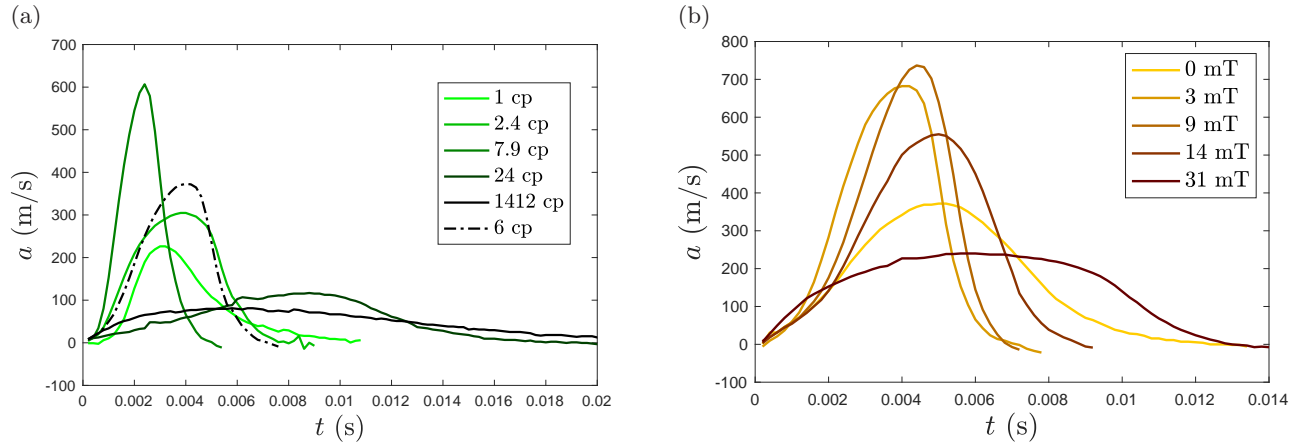 (a)
700
600
500
400
300
200
100
0
-100
a (m/s)
0 0.002 0.004 0.006 0.008 0.01 0.012 0.014 0.016 0.018 0.02
t (s)
1 cp
2.4 cp
7.9 cp
24 cp
1412 cp
6 cp
(b)
800
700
600
500
400
300
200
100
0
-100
a (m/s)
0 0.002 0.004 0.006 0.008 0.01 0.012 0.014
t (s)
0 mT
3 mT
9 mT
14 mT
31 mT